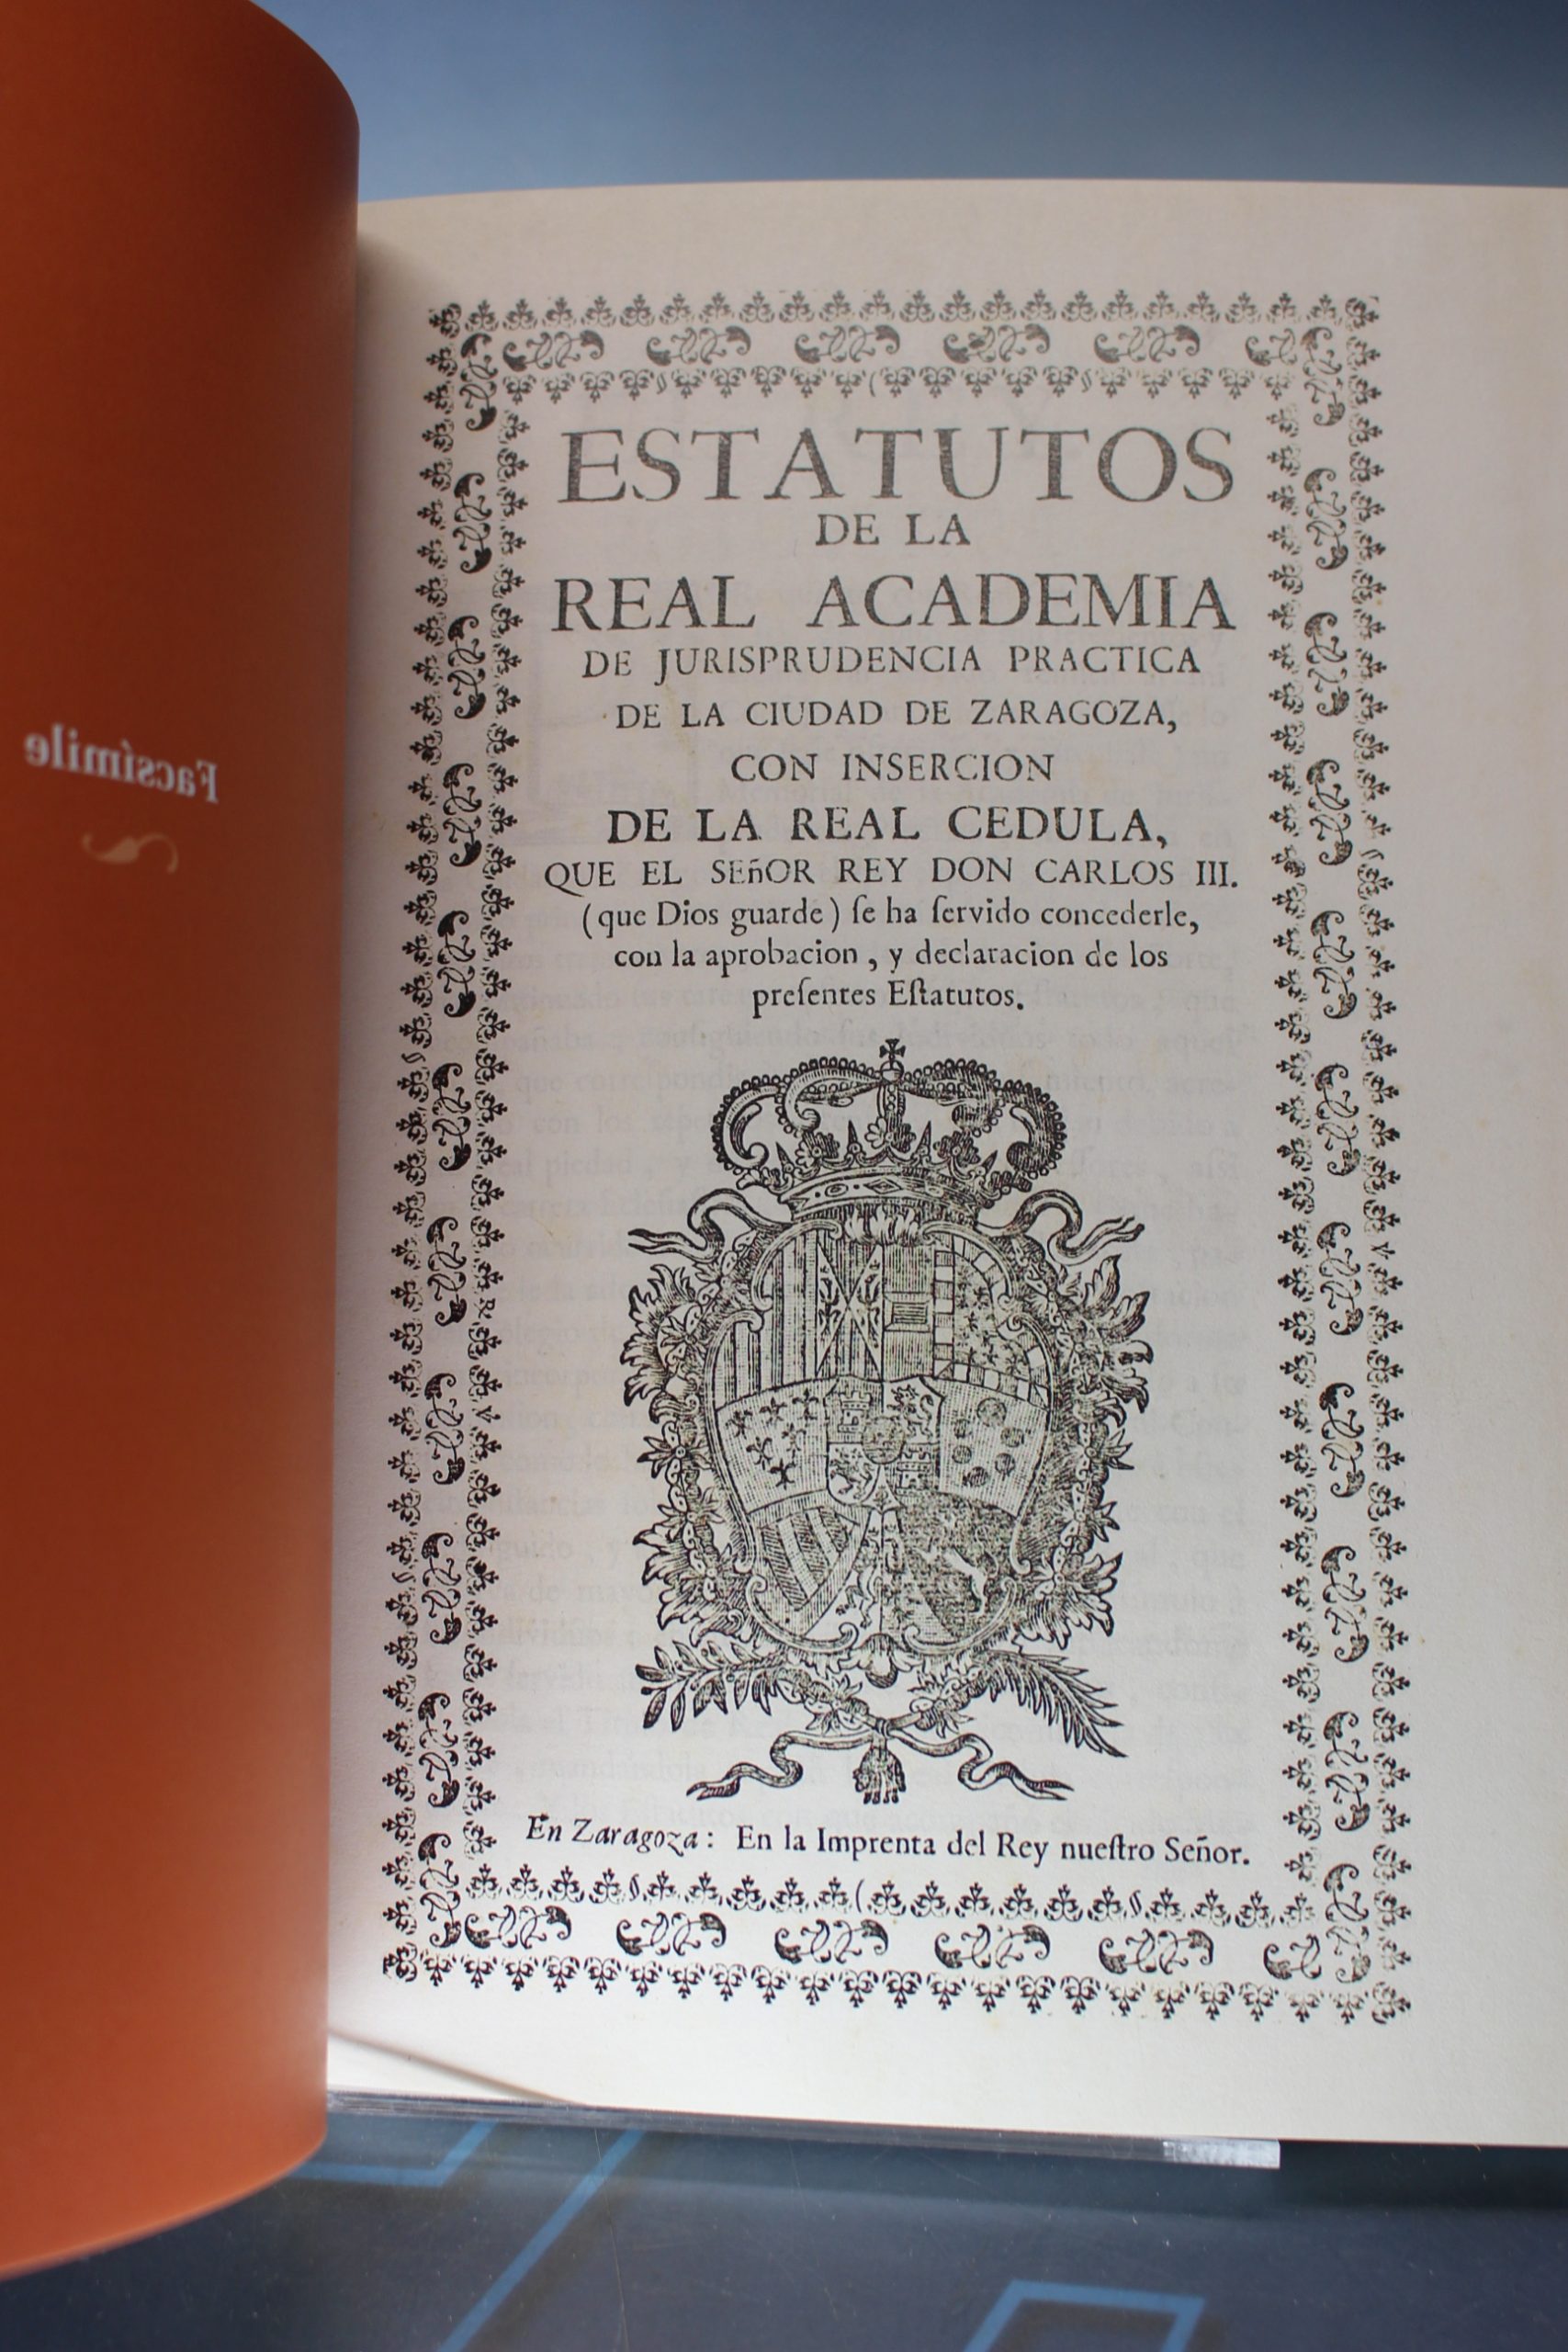 Facsímile
ESTATUTOS
DE LA
REAL ACADEMIA
DE JURISPRUDENCIA PRACTICA
DE LA CIUDAD DE ZARAGOZA,
CON INSERCION
DE LA REAL CEDULA,
QUE EL SEñOR REY DON CARLOS III.
(que Dios guarde) ſe ha ſervido concederle,
con la aprobacion, y declaracion de los
preſentes Eſtatutos.
En Zaragoza: En la Imprenta del Rey nueſtro Señor.